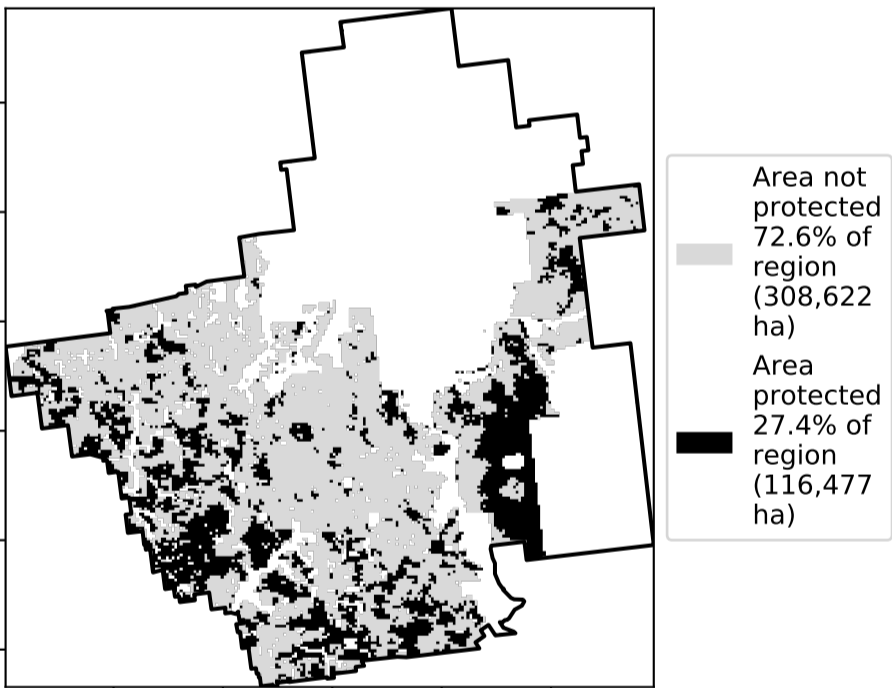 Area not
protected
72.6% of
region
(308,622
ha)
Area
protected
27.4% of
region
(116,477
ha)